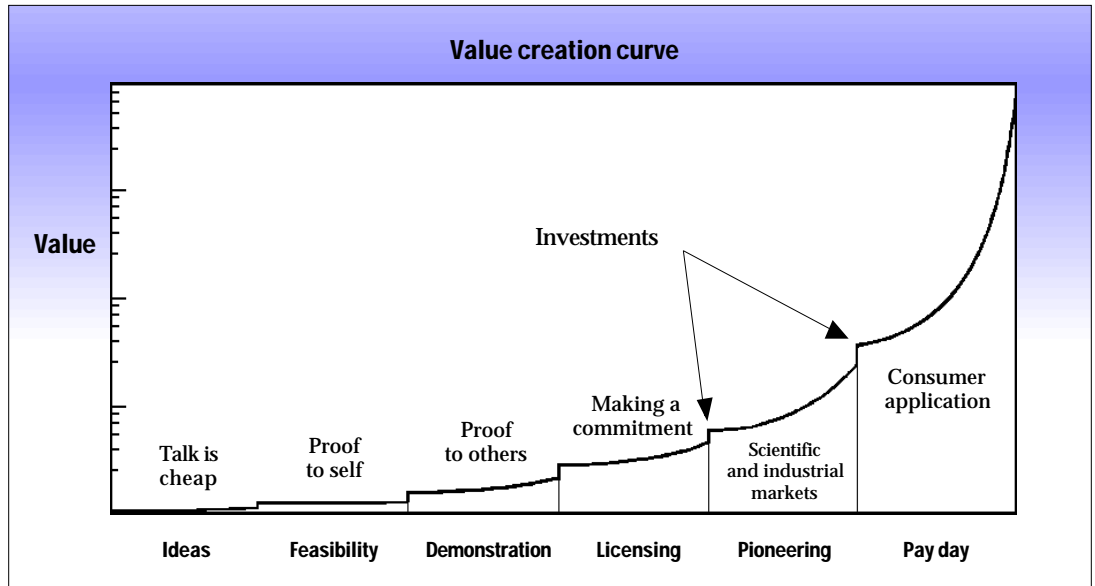 Value creation curve
Value
Investments
Talk is
cheap
Proof
to self
Proof
to others
Making a
commitment
Scientific
and industrial
markets
Consumer
application
Ideas
Feasibility
Demonstration
Licensing
Pioneering
Pay day